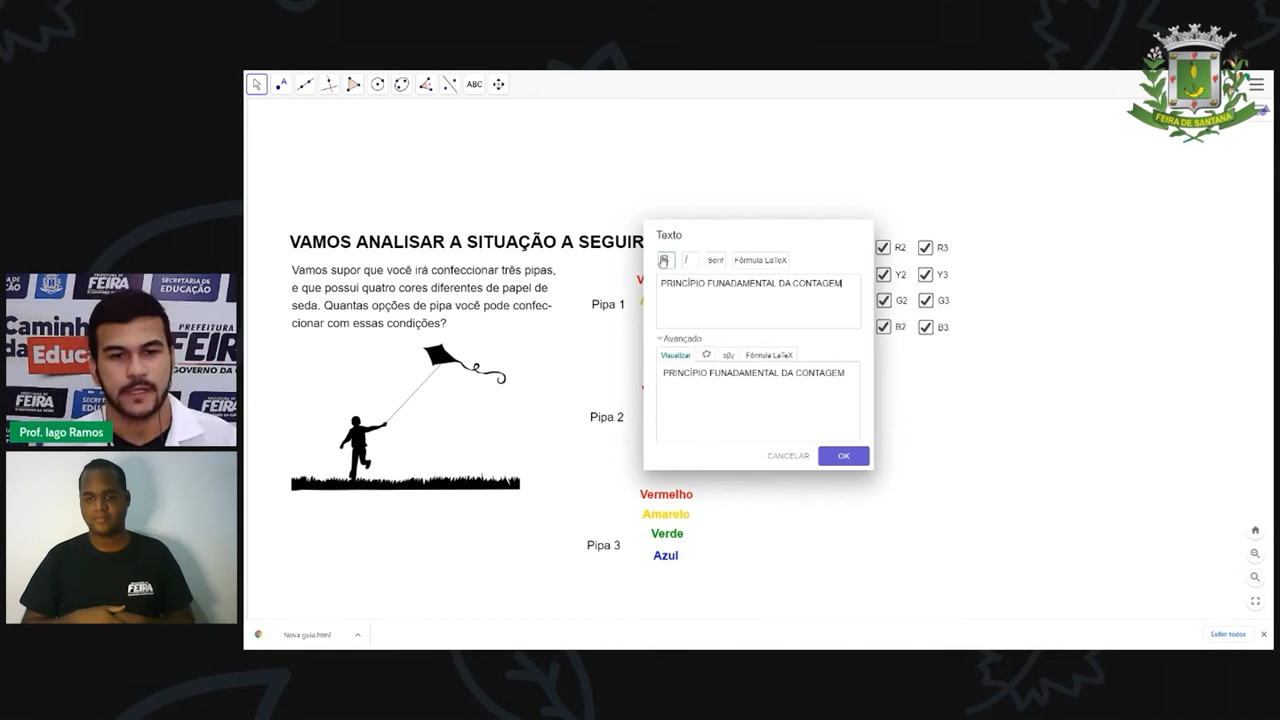 ABC
FEIRA DE SANTANA
VAMOS ANALISAR A SITUAÇÃO A SEGUIR
Vamos supor que você irá confeccionar três pipas,
e que possui quatro cores diferentes de papel de
seda. Quantas opções de pipa você pode confec-
cionar com essas condições?
Pipa 1
Pipa 2
Pipa 3
Vermelho
Amarelo
Verde
Azul
Texto
Serif
Fórmula LaTeX
PRINCÍPIO FUNADAMENTAL DA CONTAGEM
Avançado
Visualizar
αβγ
Fórmula LaTeX
PRINCÍPIO FUNADAMENTAL DA CONTAGEM
CANCELAR
OK
R2 R3
Y2 Y3
G2 G3
B2 B3
FEIRA
SECRETARIA DE
EDUCAÇÃO
PREFEITURA
FEIRA
Prof. Iago Ramos
FEIRA
Nova guia.html
Exibir todos